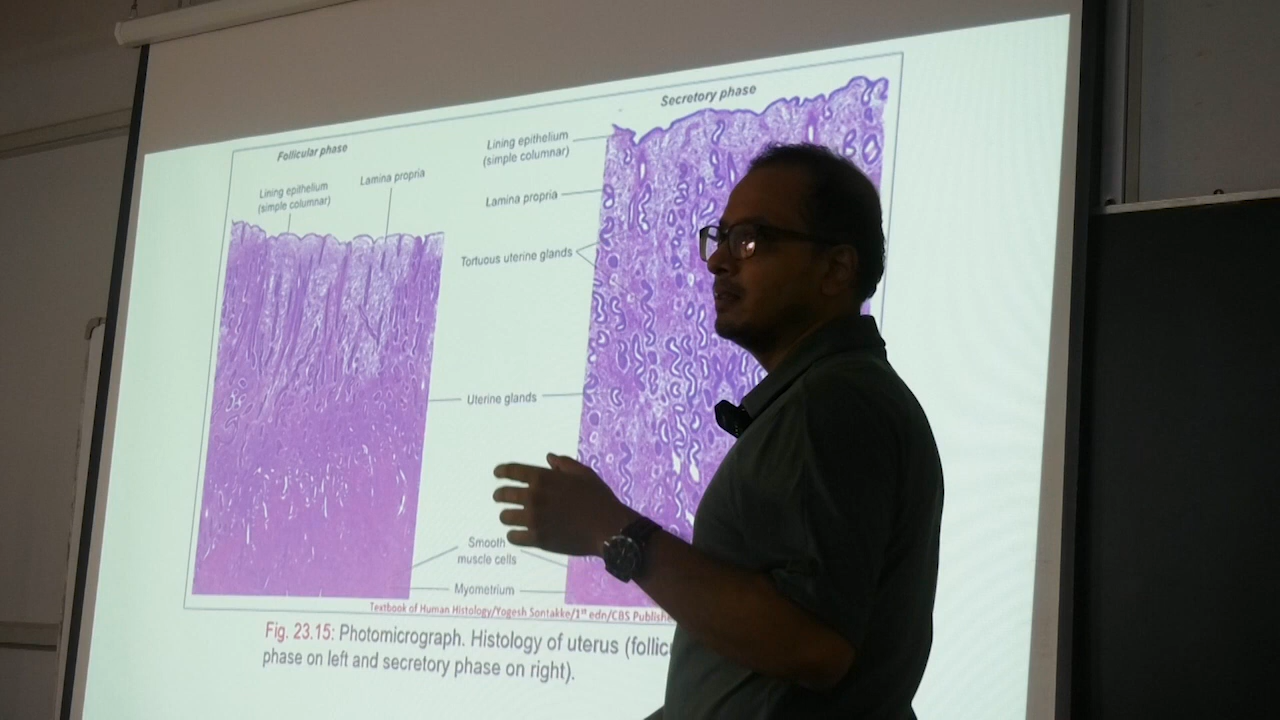 Follicular phase
Lining epithelium
(simple columnar)
Lamina propria
Secretory phase
Lining epithelium
(simple columnar)
Lamina propria
Tortuous uterine glands
Uterine glands
Smooth
muscle cells
Myometrium
Textbook of Human Histology/Yogesh Sontakke/1st edn/CBS
Fig. 23.15: Photomicrograph. Histology of uterus
phase on left and secretory phase on right).